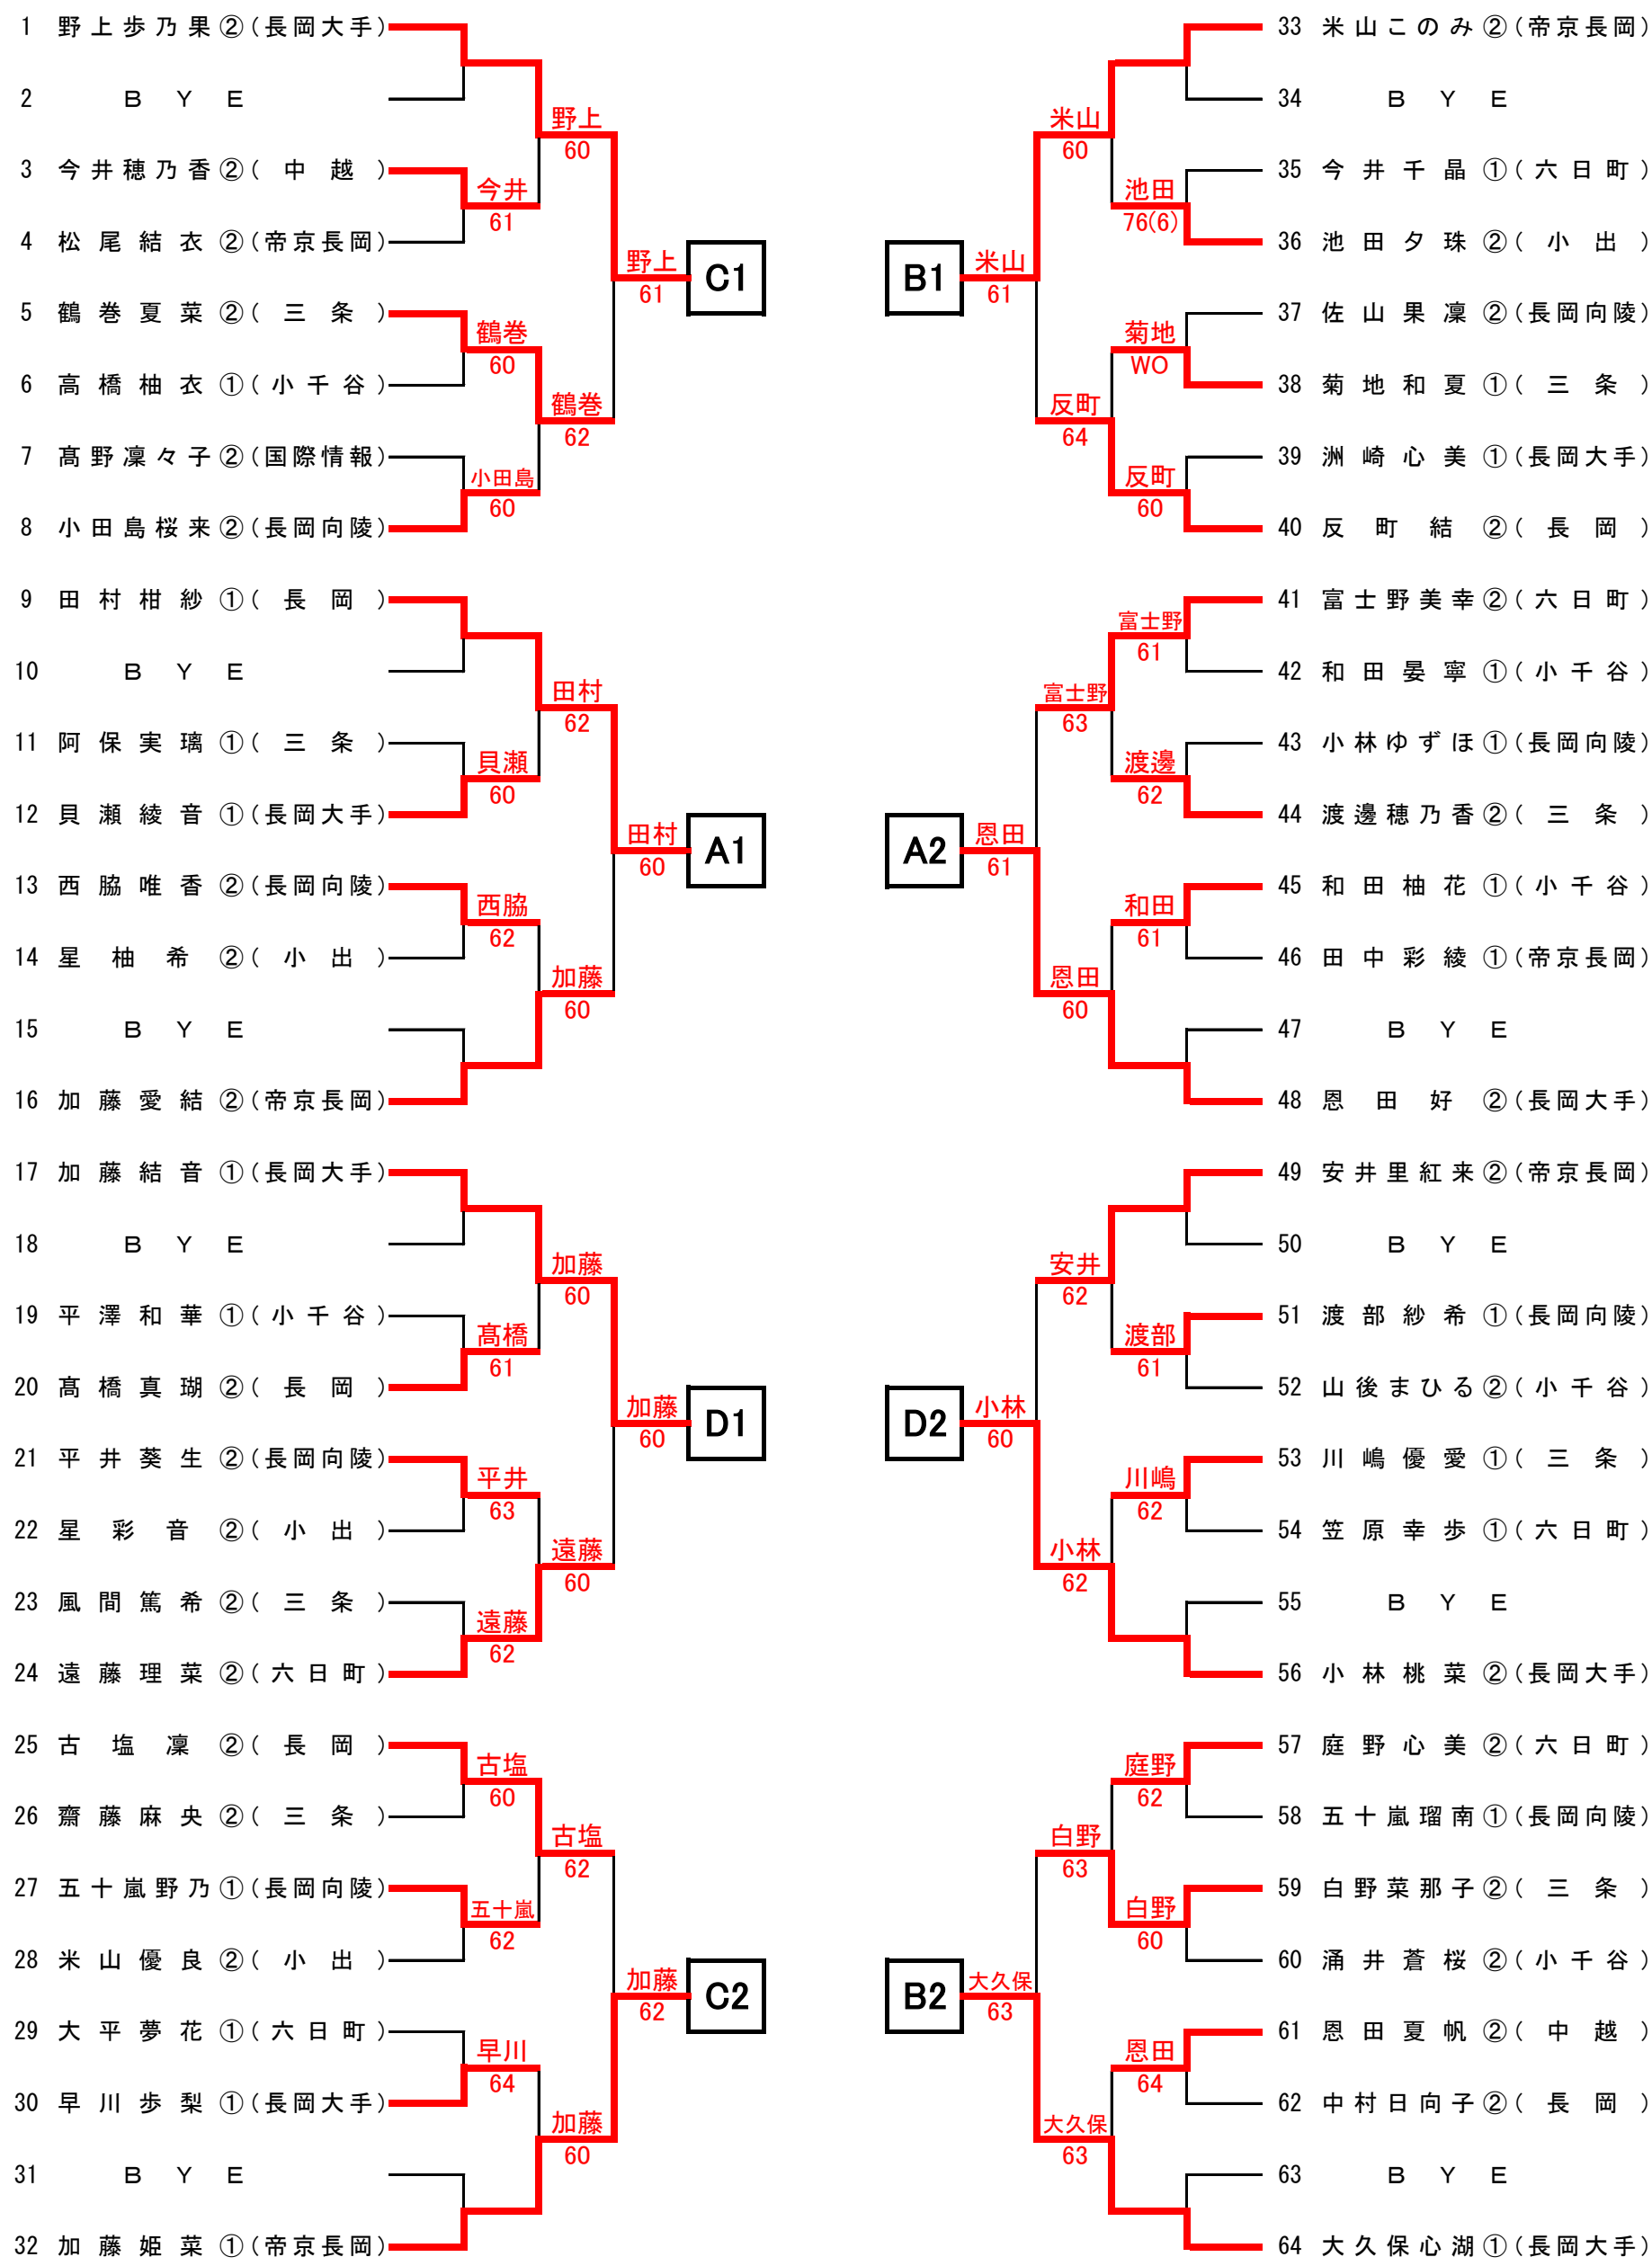 1 野上歩乃果②(長岡大手)
2 BYE
野上
60
3 今井穂乃香②(中越)
今井
61
4 松尾結衣②(帝京長岡)
野上
61
C1
5 鶴巻夏菜②(三条)
鶴巻
60
6 高橋柚衣①(小千谷)
鶴巻
62
7 髙野凜々子②(国際情報)
小田島
60
8 小田島桜来②(長岡向陵)
9 田村柑紗①(長岡)
10 BYE
田村
62
11 阿保実璃①(三条)
貝瀬
60
12 貝瀬綾音①(長岡大手)
田村
60
A1
13 西脇唯香②(長岡向陵)
西脇
62
14 星柚希②(小出)
加藤
60
15 BYE
16 加藤愛結②(帝京長岡)
17 加藤結音①(長岡大手)
18 BYE
加藤
60
19 平澤和華①(小千谷)
髙橋
61
20 髙橋真瑚②(長岡)
加藤
60
D1
21 平井葵生②(長岡向陵)
平井
63
22 星彩音②(小出)
遠藤
60
23 風間篤希②(三条)
遠藤
62
24 遠藤理菜②(六日町)
25 古塩凜②(長岡)
古塩
60
26 齋藤麻央②(三条)
古塩
62
27 五十嵐野乃①(長岡向陵)
五十嵐
62
28 米山優良②(小出)
加藤
62
C2
29 大平夢花①(六日町)
早川
64
30 早川歩梨①(長岡大手)
加藤
60
31 BYE
32 加藤姫菜①(帝京長岡)
33 米山このみ②(帝京長岡)
34 BYE
米山
60
35 今井千晶①(六日町)
池田
76(6)
36 池田夕珠②(小出)
B1
米山
61
37 佐山果凜②(長岡向陵)
菊地
WO
38 菊地和夏①(三条)
反町
64
39 洲崎心美①(長岡大手)
反町
60
40 反町結②(長岡)
41 富士野美幸②(六日町)
富士野
61
42 和田晏寧①(小千谷)
富士野
63
43 小林ゆずほ①(長岡向陵)
渡邊
62
44 渡邊穂乃香②(三条)
A2
恩田
61
45 和田柚花①(小千谷)
和田
61
46 田中彩綾①(帝京長岡)
恩田
60
47 BYE
48 恩田好②(長岡大手)
49 安井里紅来②(帝京長岡)
50 BYE
安井
62
51 渡部紗希①(長岡向陵)
渡部
61
52 山後まひる②(小千谷)
D2
小林
60
53 川嶋優愛①(三条)
川嶋
62
54 笠原幸歩①(六日町)
小林
62
55 BYE
56 小林桃菜②(長岡大手)
57 庭野心美②(六日町)
庭野
62
58 五十嵐瑠南①(長岡向陵)
白野
63
59 白野菜那子②(三条)
白野
60
60 涌井蒼桜②(小千谷)
B2
大久保
63
61 恩田夏帆②(中越)
恩田
64
62 中村日向子②(長岡)
大久保
63
63 BYE
64 大久保心湖①(長岡大手)